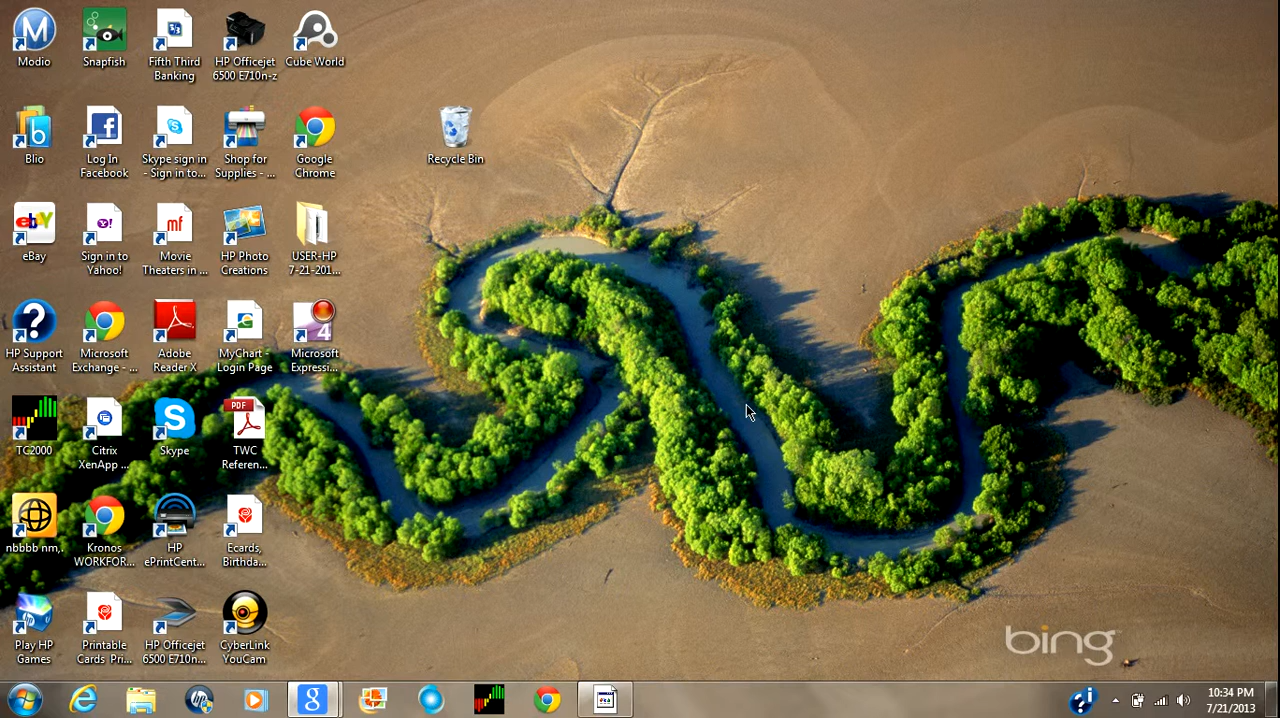 Modio
Snapfish
Fifth Third
Banking
HP Officejet
6500 E710n-z
Cube World
Blio
Log In
Facebook
Skype sign in
- Sign in to...
Shop for
Supplies - ...
Google
Chrome
Recycle Bin
ebY
eBay
Y!
Sign in to
Yahoo!
mf
Movie
Theaters in ...
HP Photo
Creations
USER-HP
7-21-201...
HP Support
Assistant
Microsoft
Exchange - ...
Adobe
Reader X
MyChart -
Login Page
4
Microsoft
Expressi...
TC2000
Citrix
XenApp ...
Skype
PDF
TWC
Referen...
nbbbb nm,.
Kronos
WORKFOR...
HP
ePrintCent...
Ecards,
Birthda...
Play HP
Games
Printable
Cards Pri...
HP Officejet
6500 E710n...
CyberLink
YouCam
bing
10:34 PM
7/21/2013